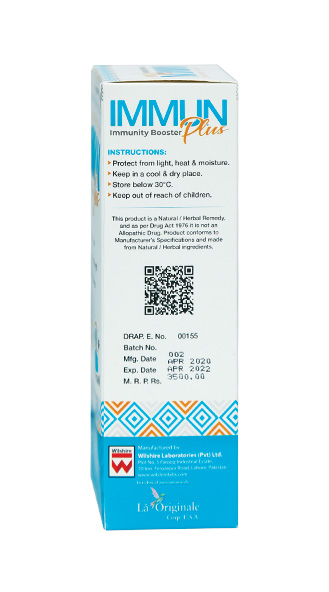 IMMUN
Immunity Booster Plus
INSTRUCTIONS:
Protect from light, heat & moisture.
Keep in a cool & dry place.
Store below 30°C.
Keep out of reach of children.
This product is a Natural / Herbal Remedy,
and as per Drug Act 1976 it is not an
Allopathic Drug. Product conforms to
Manufacturer's Specifications and made
from Natural / Herbal ingredients.
DRAP. E. No. 00155
Batch No. 002
Mfg. Date APR 2020
Exp. Date APR 2022
M. R. P. Rs. 3500.00
Wilshire
Manufactured by
Wilshire Laboratories (Pvt) Ltd.
Lahore-Pakistan
La Originale
Corp. U.S.A.